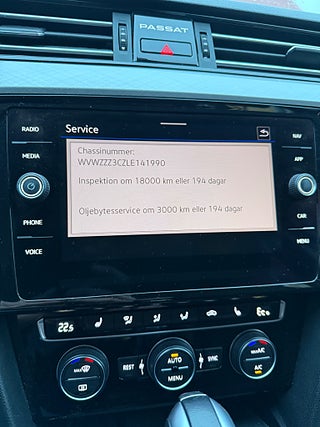 PASSAT
RADIO
Service
NAV
Chassinummer:
WVWZZZ3CZLE141990
MEDIA
APP
Inspektion om 18000 km eller 194 dagar
PHONE
CAR
Oljebytesservice om 3000 km eller 194 dagar
VOICE
MENU
22.5
REST
AUTO
SYNC
MENU
MAX
A/C